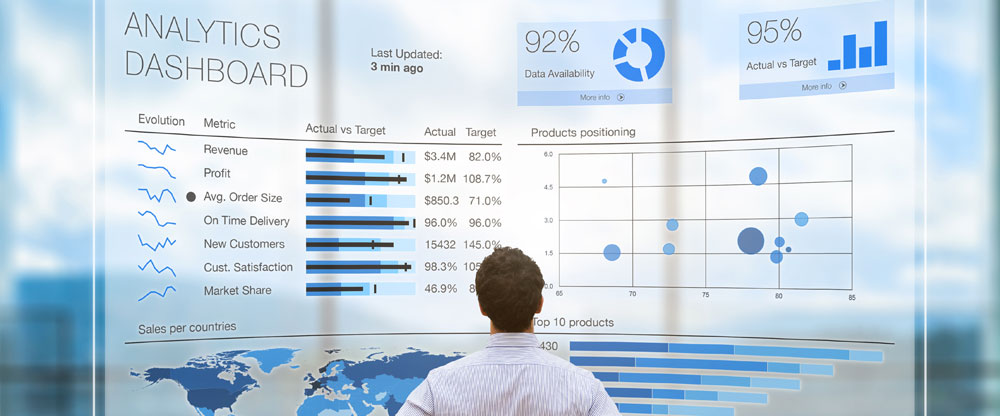 ANALYTICS
DASHBOARD
Last Updated:
3 min ago
92%
Data Availability
More info
95%
Actual vs Target
More info
Evolution Metric Actual vs Target Actual Target
Revenue $3.4M 82.0%
Profit $1.2M 108.7%
Avg. Order Size $850.3 71.0%
On Time Delivery 96.0% 96.0%
New Customers 15432 145.0%
Cust. Satisfaction 98.3%
Market Share 46.9%
Products positioning
6.0
4.5
3.0
1.5
0.0
65 70 75 80 85
Sales per countries
Top 10 products
430